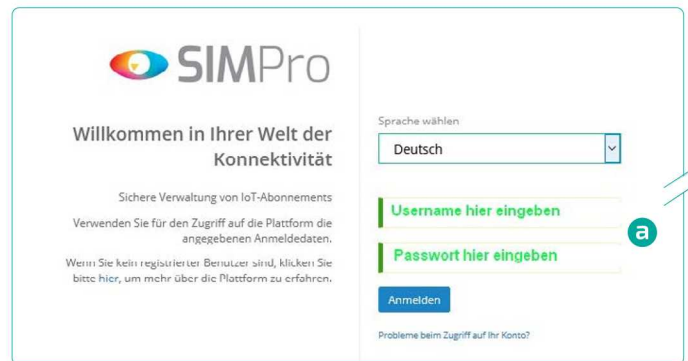 SIMPro
Willkommen in Ihrer Welt der
Konnektivität
Sichere Verwaltung von IoT-Abonnements
Verwenden Sie für den Zugriff auf die Plattform die
angegebenen Anmeldedaten.
Wenn Sie kein registrierter Benutzer sind, klicken Sie
bitte hier, um mehr über die Plattform zu erfahren.
Sprache wählen
Deutsch
Username hier eingeben
Passwort hier eingeben
a
Anmelden
Probleme beim Zugriff auf Ihr Konto?